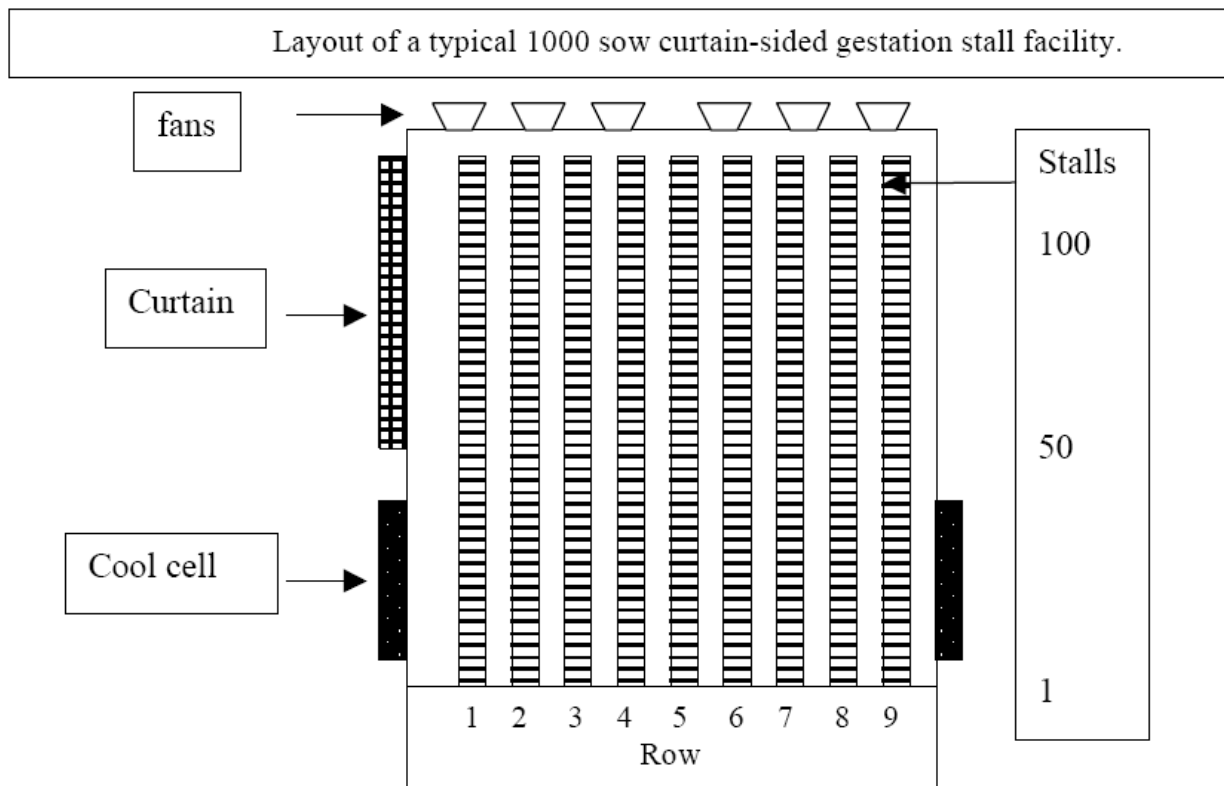 Layout of a typical 1000 sow curtain-sided gestation stall facility.
fans
Stalls
100
Curtain
50
Cool cell
1
1 2 3 4 5 6 7 8 9
Row